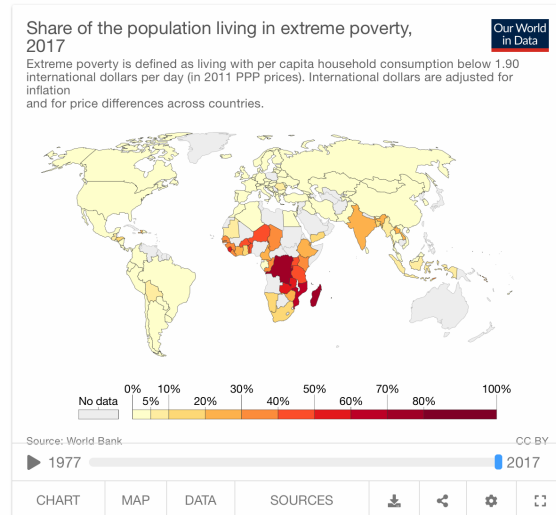 Share of the population living in extreme poverty,
2017
Our World
in Data
Extreme poverty is defined as living with per capita household consumption below 1.90
international dollars per day (in 2011 PPP prices). International dollars are adjusted for
inflation
and for price differences across countries.
0% 10% 30% 50% 70% 100%
No data 5% 20% 40% 60% 80%
Source: World Bank CC BY
1977 2017
CHART MAP DATA SOURCES